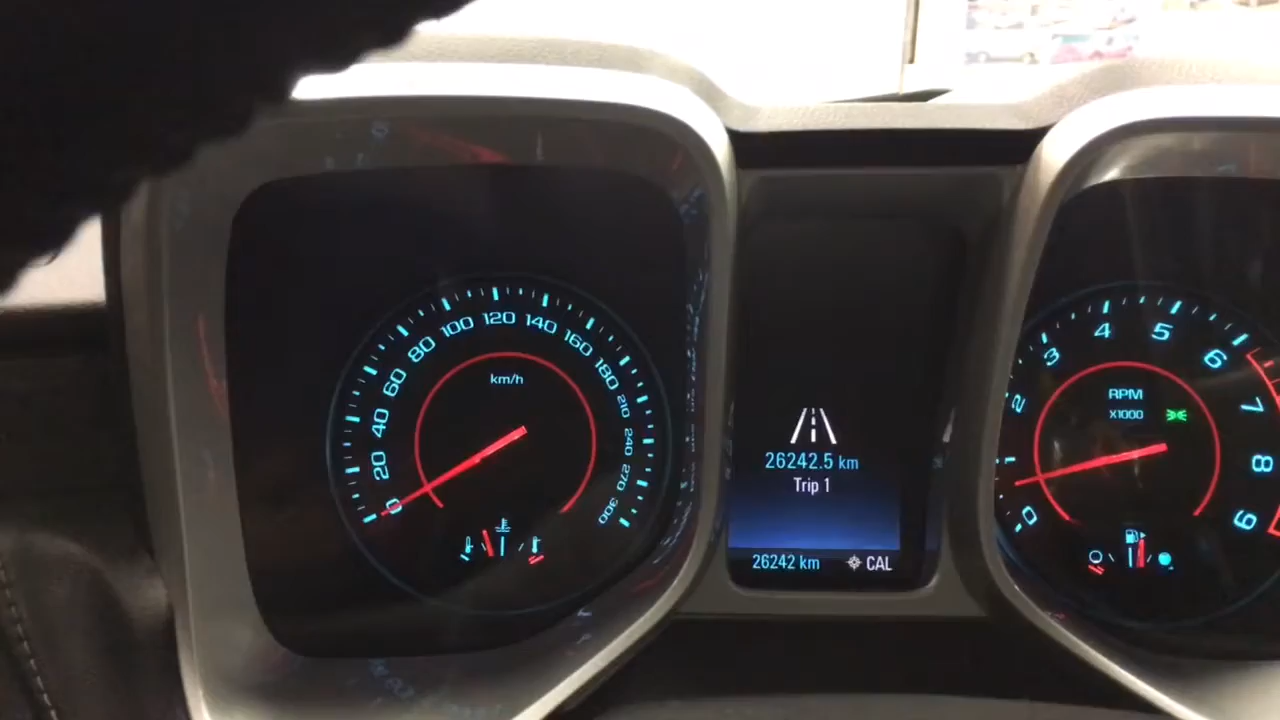 0 20 40 60 80 100 120 140 160 180 210 240 270 300
km/h
26242.5 km
Trip 1
26242 km CAL
0 1 2 3 4 5 6 7 8 9
RPM
X1000